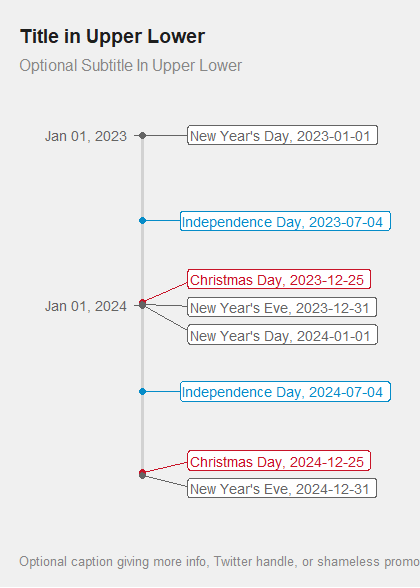 Title in Upper Lower
Optional Subtitle In Upper Lower
Jan 01, 2023
New Year's Day, 2023-01-01
Independence Day, 2023-07-04
Christmas Day, 2023-12-25
Jan 01, 2024
New Year's Eve, 2023-12-31
New Year's Day, 2024-01-01
Independence Day, 2024-07-04
Christmas Day, 2024-12-25
New Year's Eve, 2024-12-31
Optional caption giving more info, Twitter handle, or shameless promo